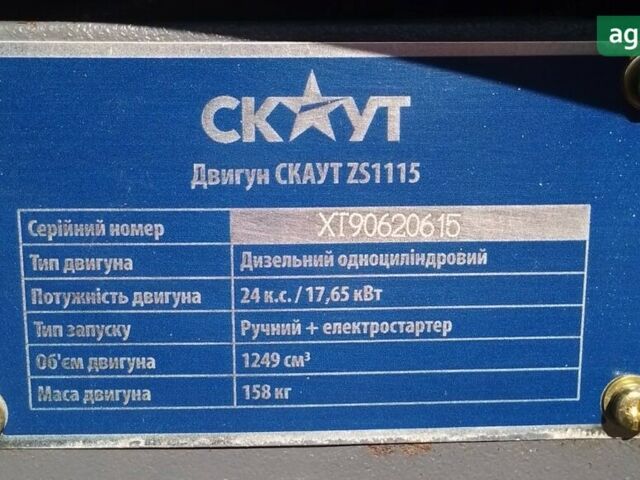 ag
СКАУТ
Двигун СКАУТ ZS1115
Серійний номер XT90620615
Тип двигуна Дизельний одноциліндровий
Потужність двигуна 24 к.с. / 17,65 кВт
Тип запуску Ручний + електростартер
Об'єм двигуна 1249 см³
Маса двигуна 158 кг